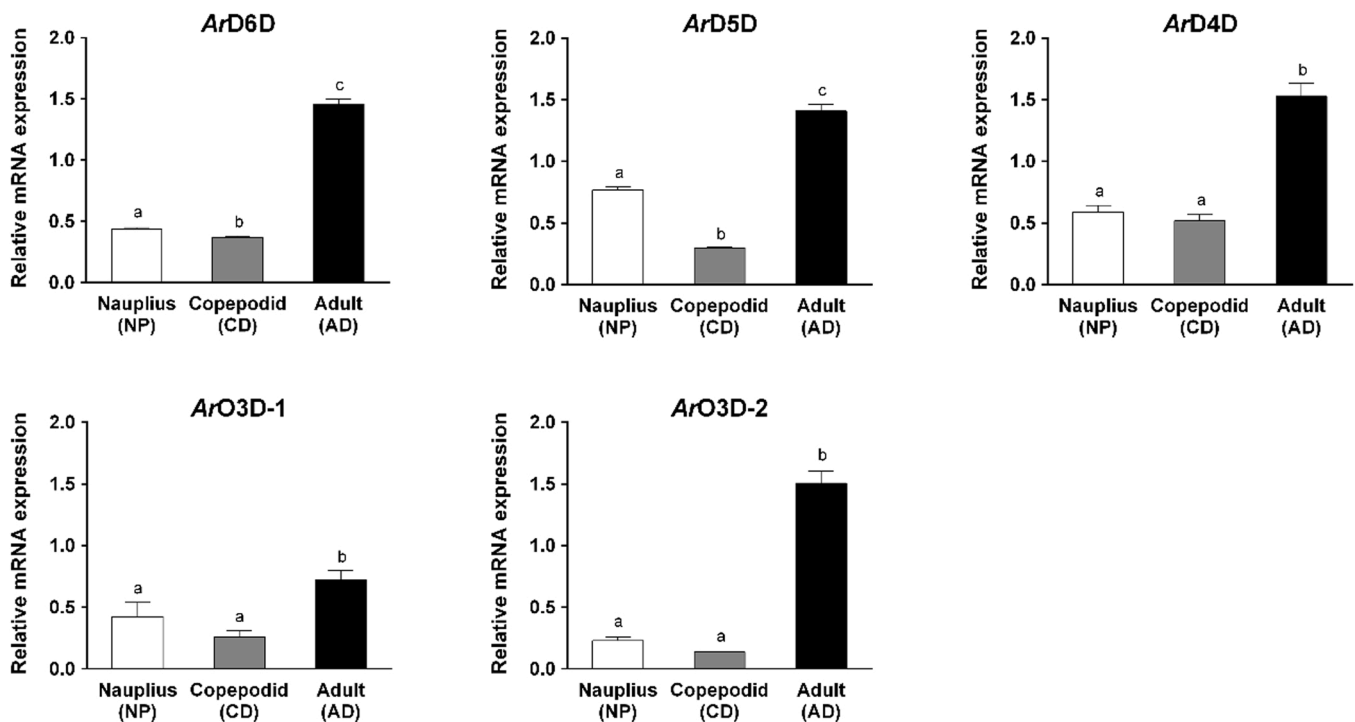 ArD6D
Relative mRNA expression
2.0
1.5
1.0
0.5
0.0
a
b
c
Nauplius Copepodid Adult
(NP) (CD) (AD)
ArD5D
Relative mRNA expression
2.0
1.5
1.0
0.5
0.0
a
b
c
Nauplius Copepodid Adult
(NP) (CD) (AD)
ArD4D
Relative mRNA expression
2.0
1.5
1.0
0.5
0.0
a
a
b
Nauplius Copepodid Adult
(NP) (CD) (AD)
ArO3D-1
Relative mRNA expression
2.0
1.5
1.0
0.5
0.0
a
a
b
Nauplius Copepodid Adult
(NP) (CD) (AD)
ArO3D-2
Relative mRNA expression
2.0
1.5
1.0
0.5
0.0
a
a
b
Nauplius Copepodid Adult
(NP) (CD) (AD)